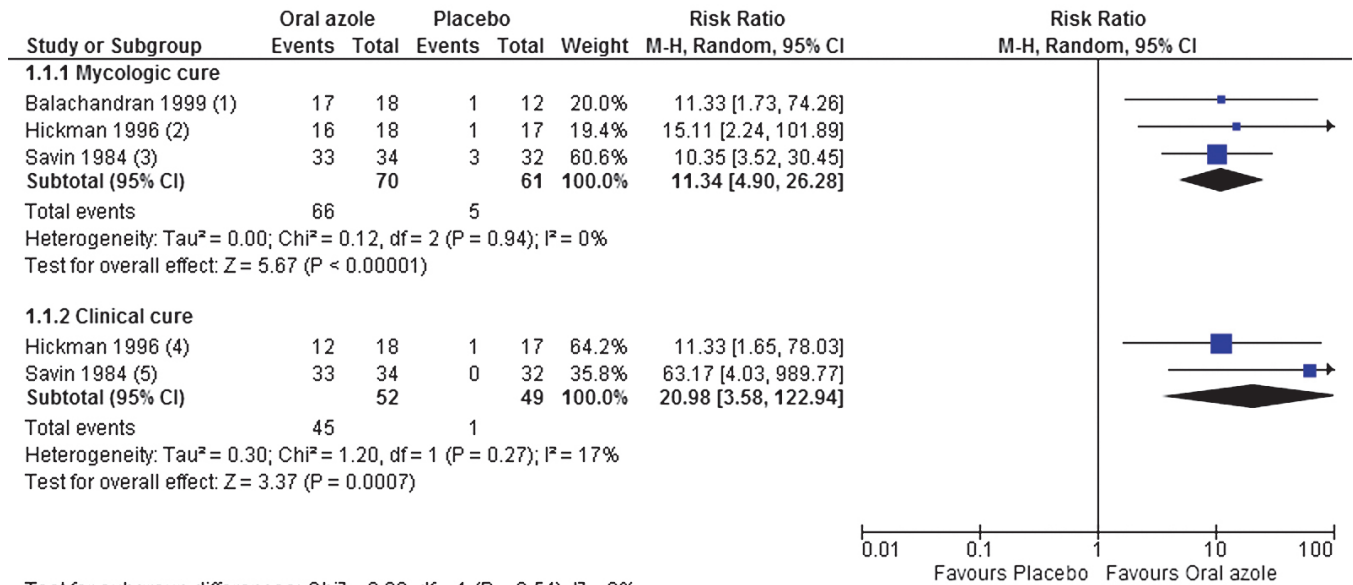 Oral azole Placebo Risk Ratio Risk Ratio
Study or Subgroup Events Total Events Total Weight M-H, Random, 95% CI M-H, Random, 95% CI
1.1.1 Mycologic cure
Balachandran 1999 (1) 17 18 1 12 20.0% 11.33 [1.73, 74.26]
Hickman 1996 (2) 16 18 1 17 19.4% 15.11 [2.24, 101.89]
Savin 1984 (3) 33 34 3 32 60.6% 10.35 [3.52, 30.45]
Subtotal (95% CI) 70 61 100.0% 11.34 [4.90, 26.28]
Total events 66 5
Heterogeneity: Tau² = 0.00; Chi² = 0.12, df = 2 (P = 0.94); I² = 0%
Test for overall effect: Z = 5.67 (P < 0.00001)
1.1.2 Clinical cure
Hickman 1996 (4) 12 18 1 17 64.2% 11.33 [1.65, 78.03]
Savin 1984 (5) 33 34 0 32 35.8% 63.17 [4.03, 989.77]
Subtotal (95% CI) 52 49 100.0% 20.98 [3.58, 122.94]
Total events 45 1
Heterogeneity: Tau² = 0.30; Chi² = 1.20, df = 1 (P = 0.27); I² = 17%
Test for overall effect: Z = 3.37 (P = 0.0007)
0.01 0.1 1 10 100
Favours Placebo Favours Oral azole